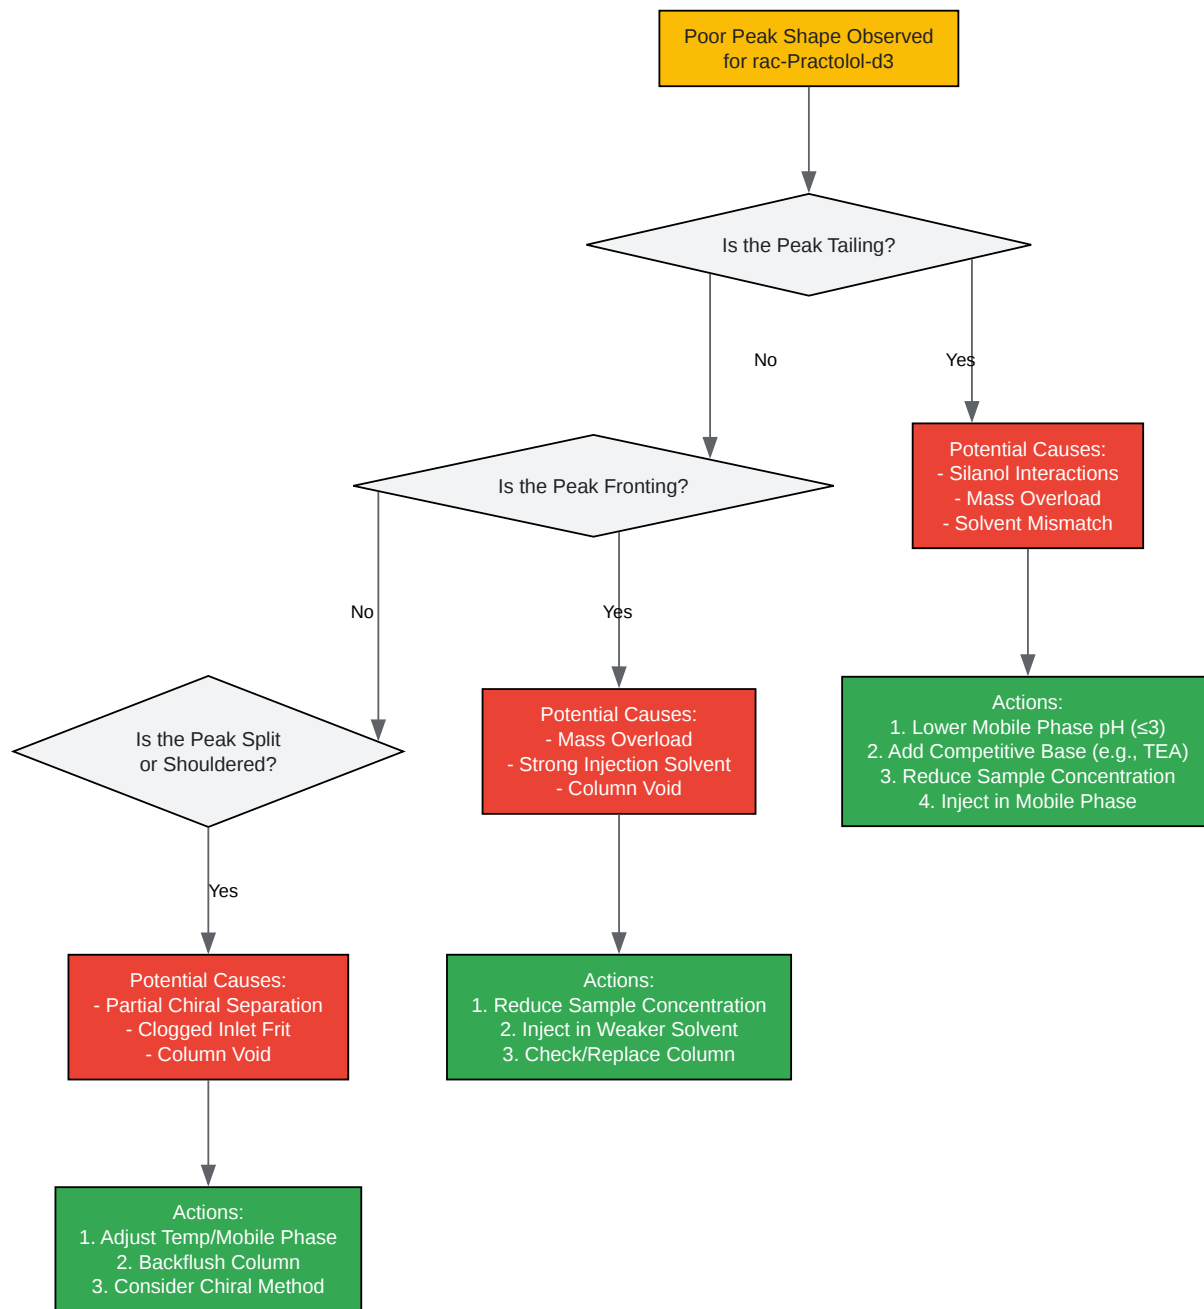 Poor Peak Shape Observed
for rac-Practolol-d3
Is the Peak Tailing?
No
Yes
Is the Peak Fronting?
Potential Causes:
- Silanol Interactions
- Mass Overload
- Solvent Mismatch
No
Yes
Is the Peak Split
or Shouldered?
Potential Causes:
- Mass Overload
- Strong Injection Solvent
- Column Void
Actions:
1. Lower Mobile Phase pH (≤3)
2. Add Competitive Base (e.g., TEA)
3. Reduce Sample Concentration
4. Inject in Mobile Phase
Yes
Potential Causes:
- Partial Chiral Separation
- Clogged Inlet Frit
- Column Void
Actions:
1. Reduce Sample Concentration
2. Inject in Weaker Solvent
3. Check/Replace Column
Actions:
1. Adjust Temp/Mobile Phase
2. Backflush Column
3. Consider Chiral Method